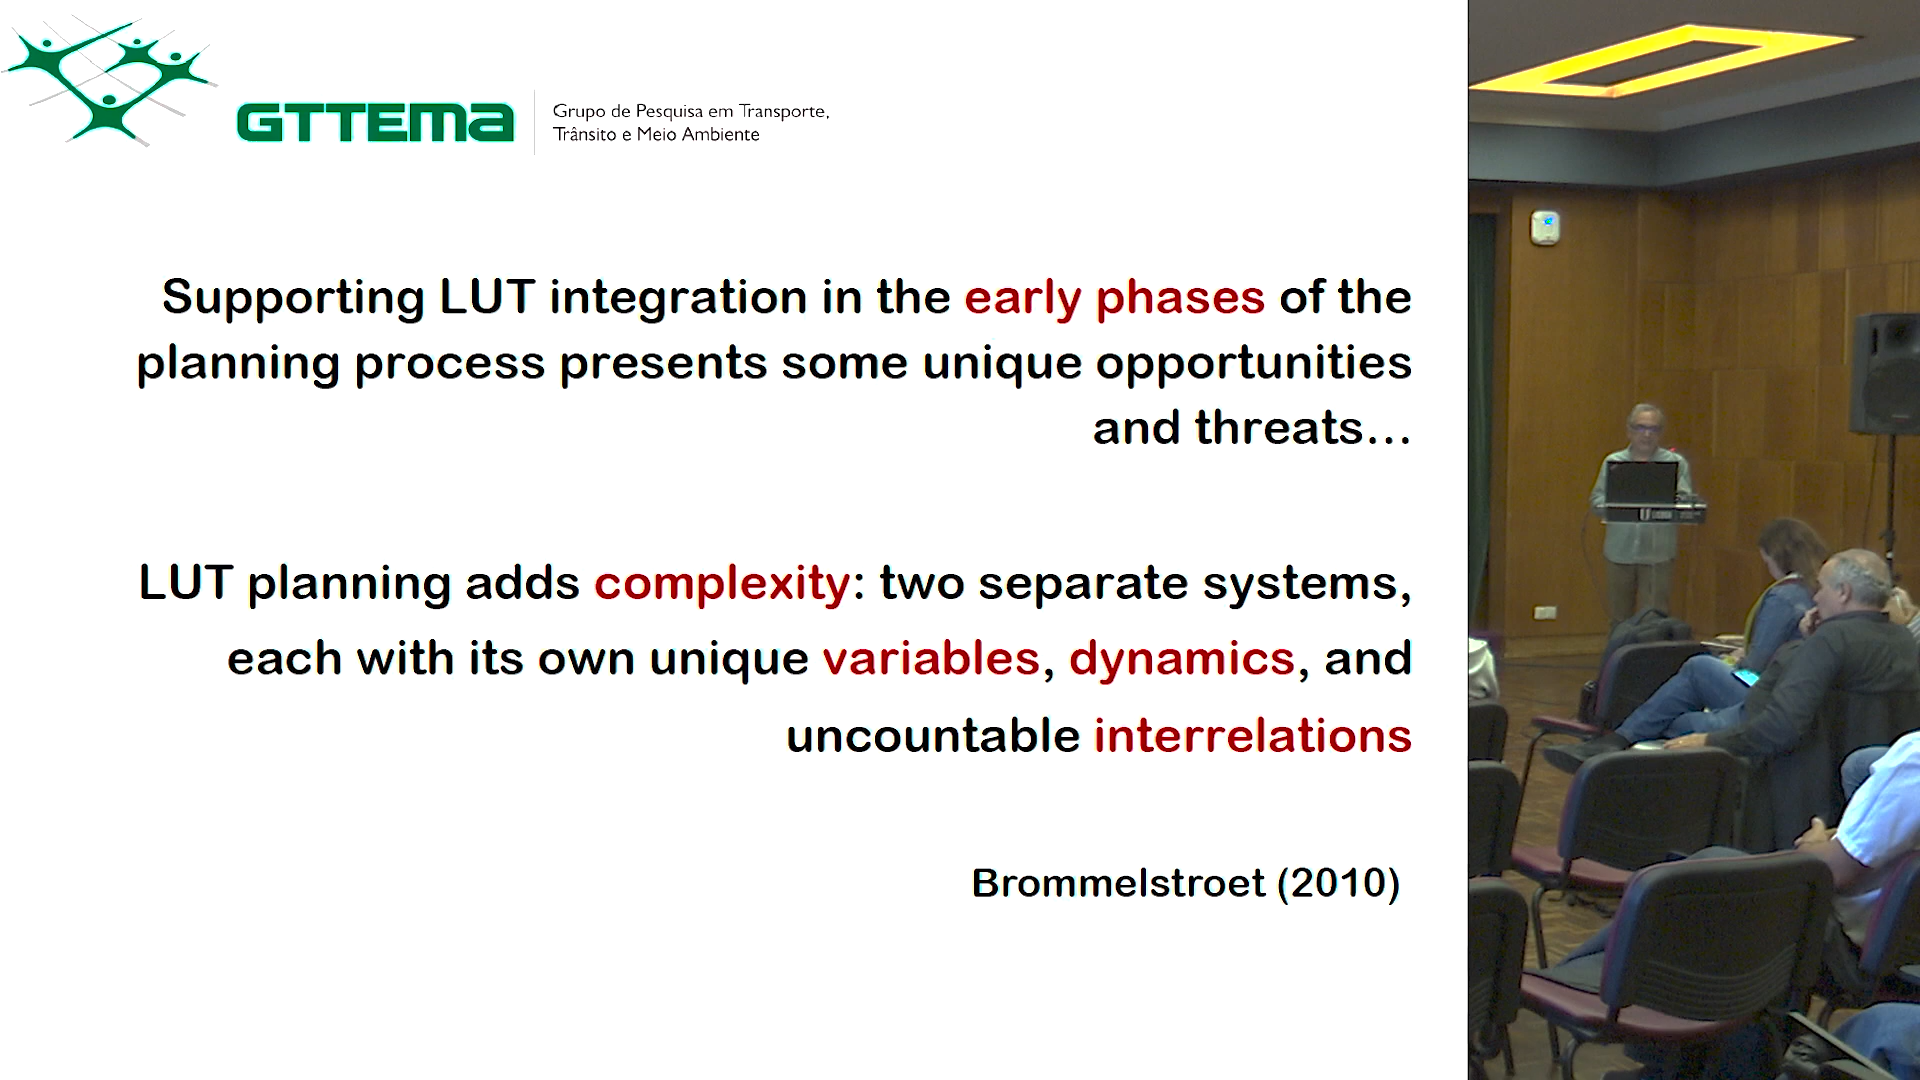 GTTEMA
Grupo de Pesquisa em Transporte,
Trânsito e Meio Ambiente
Supporting LUT integration in the early phases of the
planning process presents some unique opportunities
and threats...
LUT planning adds complexity: two separate systems,
each with its own unique variables, dynamics, and
uncountable interrelations
Brommelstroet (2010)